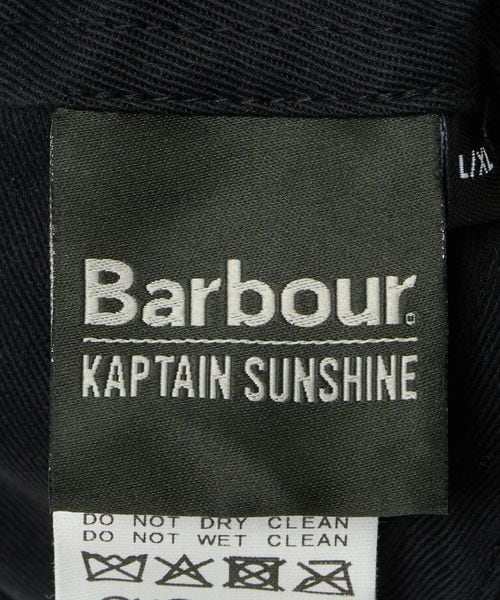 L/XL
Barbour
KAPTAIN SUNSHINE
DO NOT DRY CLEAN
DO NOT WET CLEAN